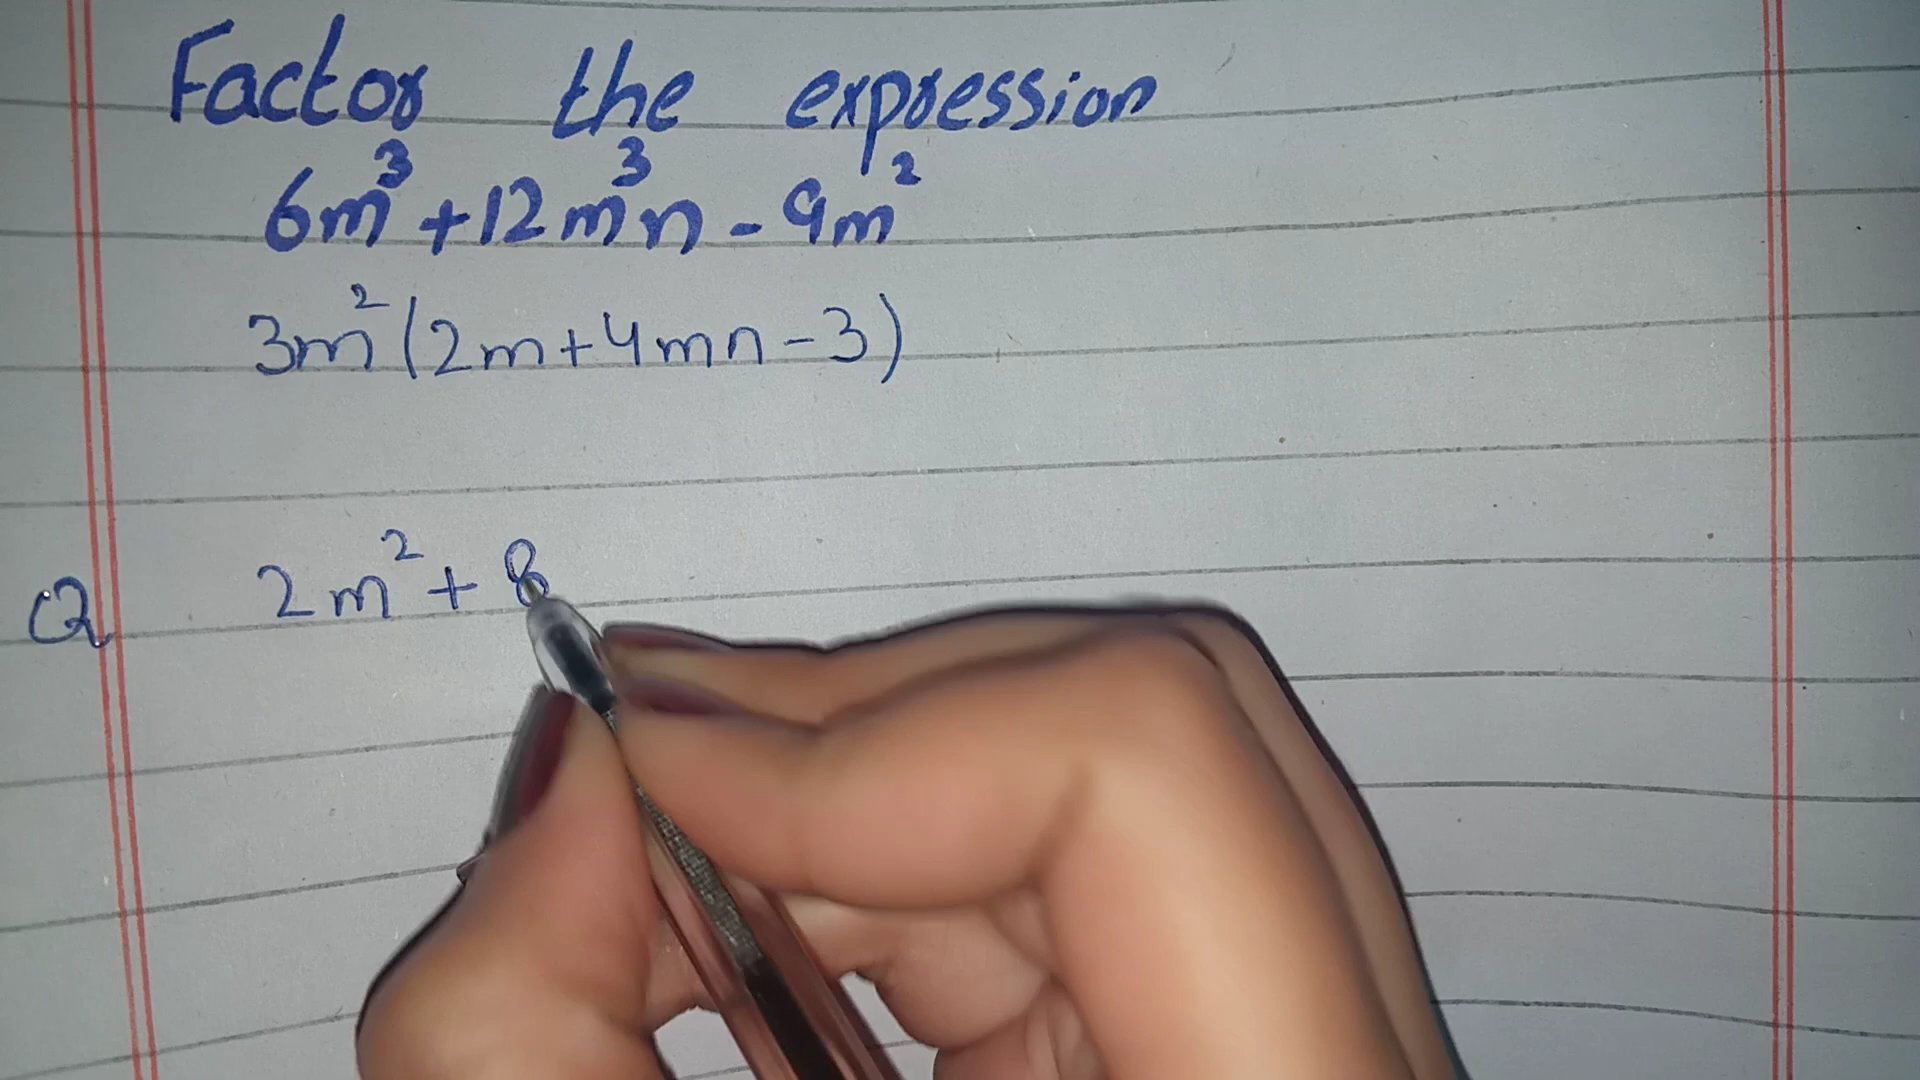 Factor the expression
6m³+12m³n-9m²
3m²(2m+4mn-3)
Q 2m²+8